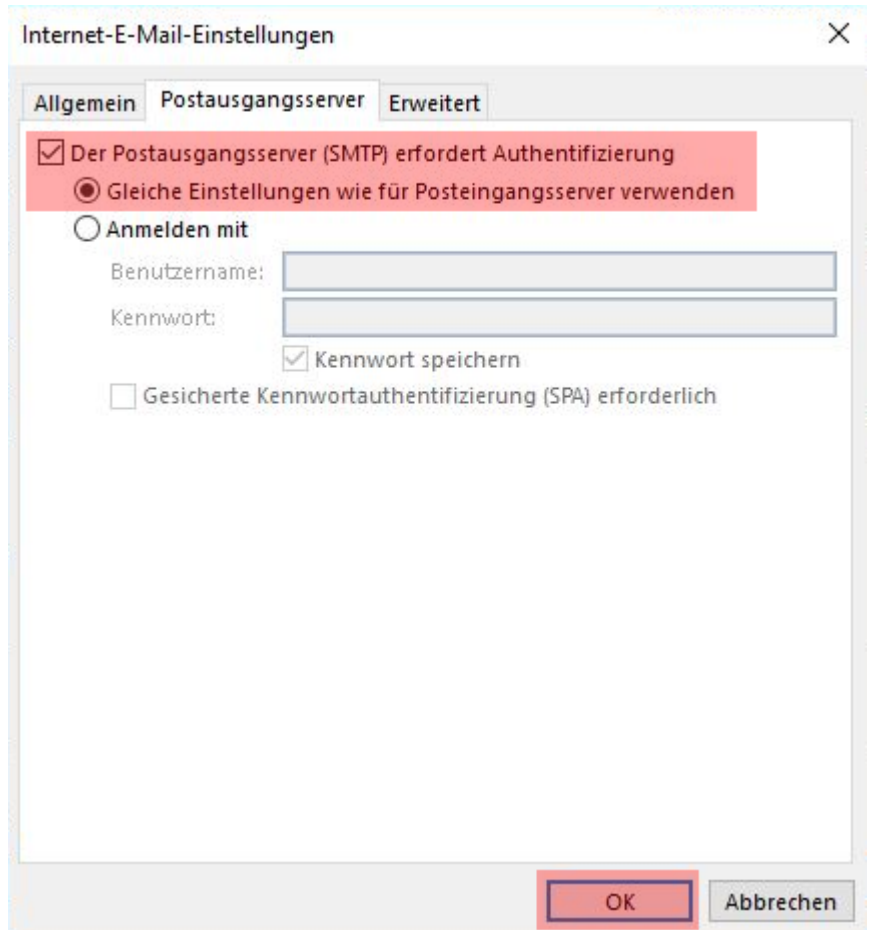 Internet-E-Mail-Einstellungen
Allgemein Postausgangsserver Erweitert
Der Postausgangsserver (SMTP) erfordert Authentifizierung
Gleiche Einstellungen wie für Posteingangsserver verwenden
Anmelden mit
Benutzername:
Kennwort:
Kennwort speichern
Gesicherte Kennwortauthentifizierung (SPA) erforderlich
OK Abbrechen